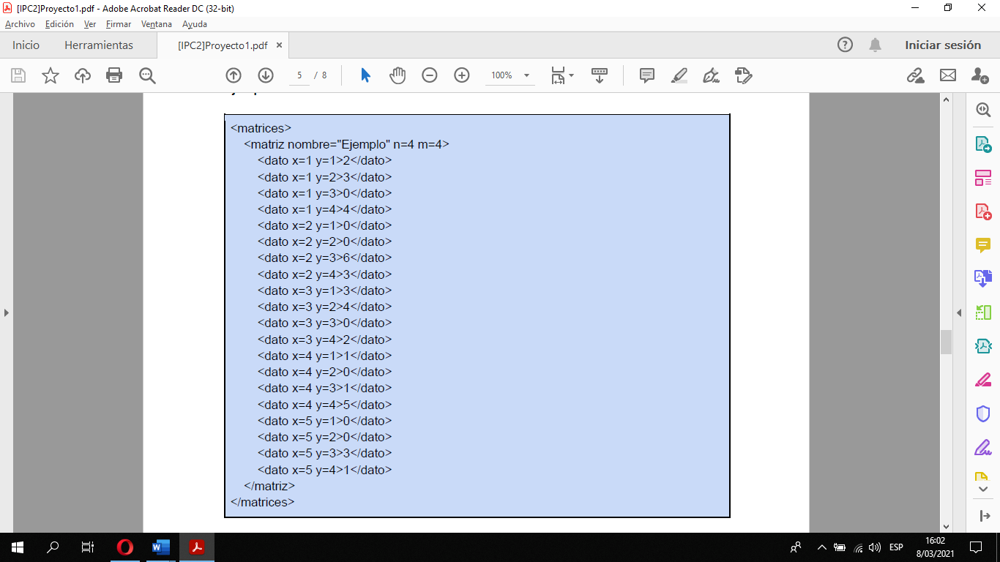 [IPC2]Proyecto1.pdf - Adobe Acrobat Reader DC (32-bit)
Archivo Edición Ver Firmar Ventana Ayuda
Inicio Herramientas [IPC2]Proyecto1.pdf × Iniciar sesión
5 / 8 100%
<matrices>
<matriz nombre="Ejemplo" n=4 m=4>
<dato x=1 y=1>2</dato>
<dato x=1 y=2>3</dato>
<dato x=1 y=3>0</dato>
<dato x=1 y=4>4</dato>
<dato x=2 y=1>0</dato>
<dato x=2 y=2>0</dato>
<dato x=2 y=3>6</dato>
<dato x=2 y=4>3</dato>
<dato x=3 y=1>3</dato>
<dato x=3 y=2>4</dato>
<dato x=3 y=3>0</dato>
<dato x=3 y=4>2</dato>
<dato x=4 y=1>1</dato>
<dato x=4 y=2>0</dato>
<dato x=4 y=3>1</dato>
<dato x=4 y=4>5</dato>
<dato x=5 y=1>0</dato>
<dato x=5 y=2>0</dato>
<dato x=5 y=3>3</dato>
<dato x=5 y=4>1</dato>
</matriz>
</matrices>
ESP
16:02
8/03/2021